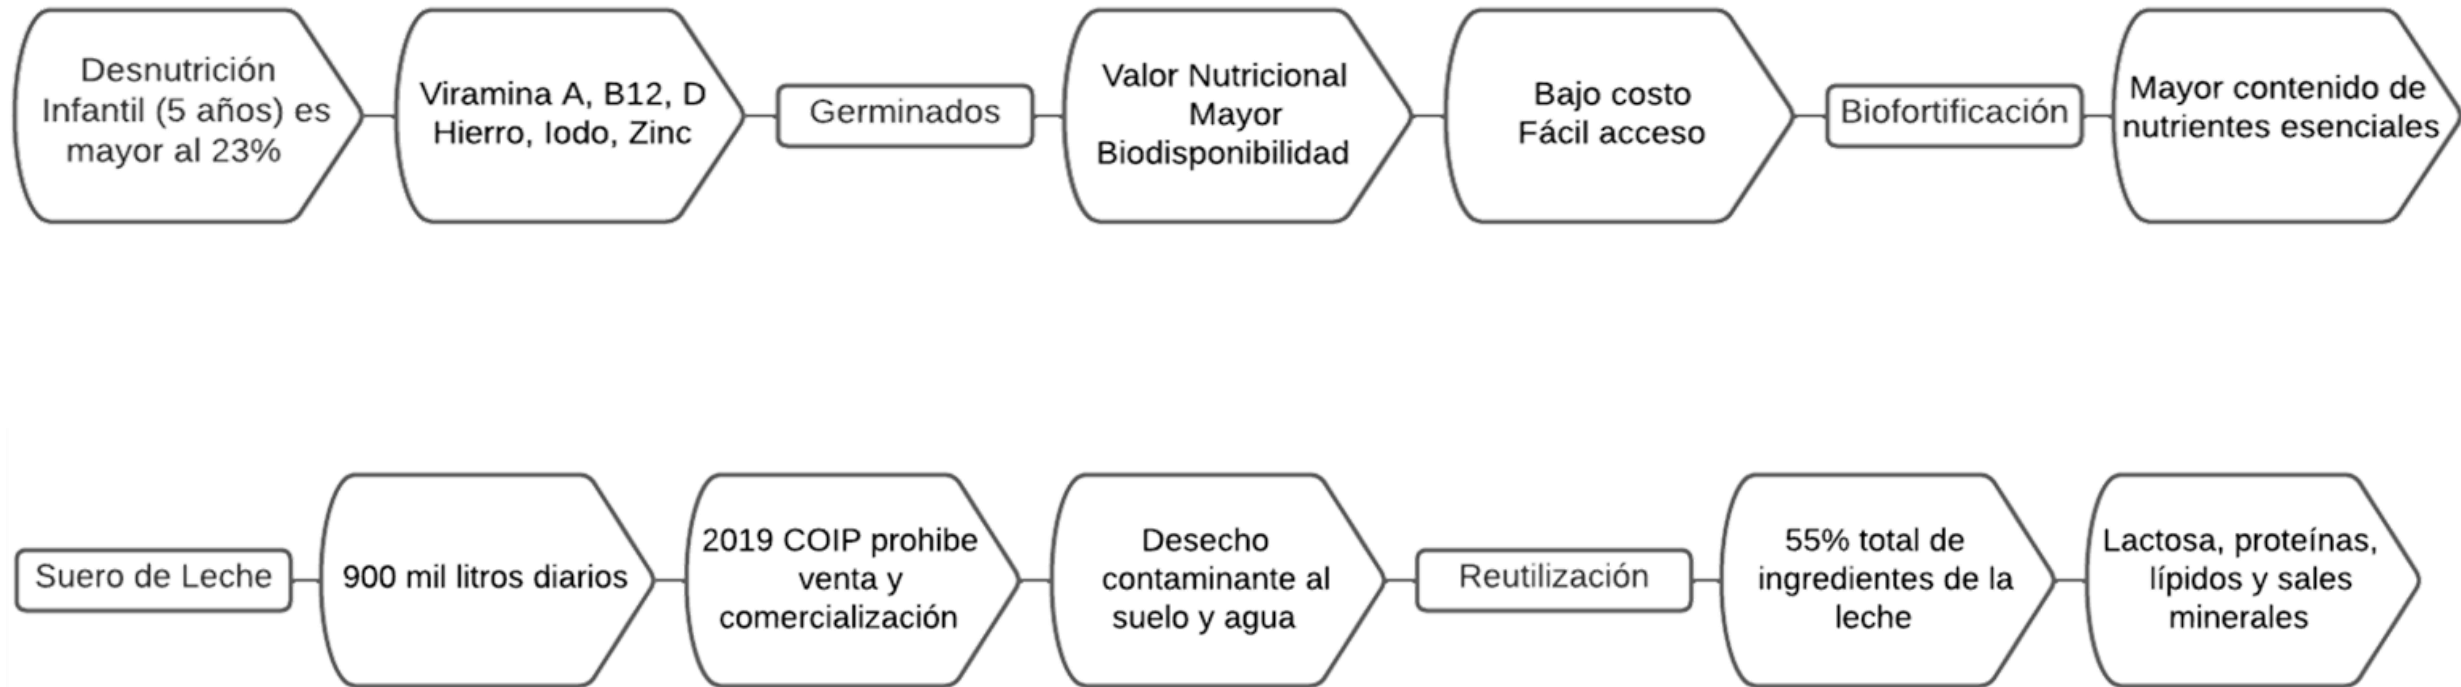 Desnutrición
Infantil (5 años) es
mayor al 23%
Viramina A, B12, D
Hierro, Iodo, Zinc
Germinados
Valor Nutricional
Mayor
Biodisponibilidad
Bajo costo
Fácil acceso
Biofortificación
Mayor contenido de
nutrientes esenciales
Suero de Leche
900 mil litros diarios
2019 COIP prohibe
venta y
comercialización
Desecho
contaminante al
suelo y agua
Reutilización
55% total de
ingredientes de la
leche
Lactosa, proteínas,
lípidos y sales
minerales